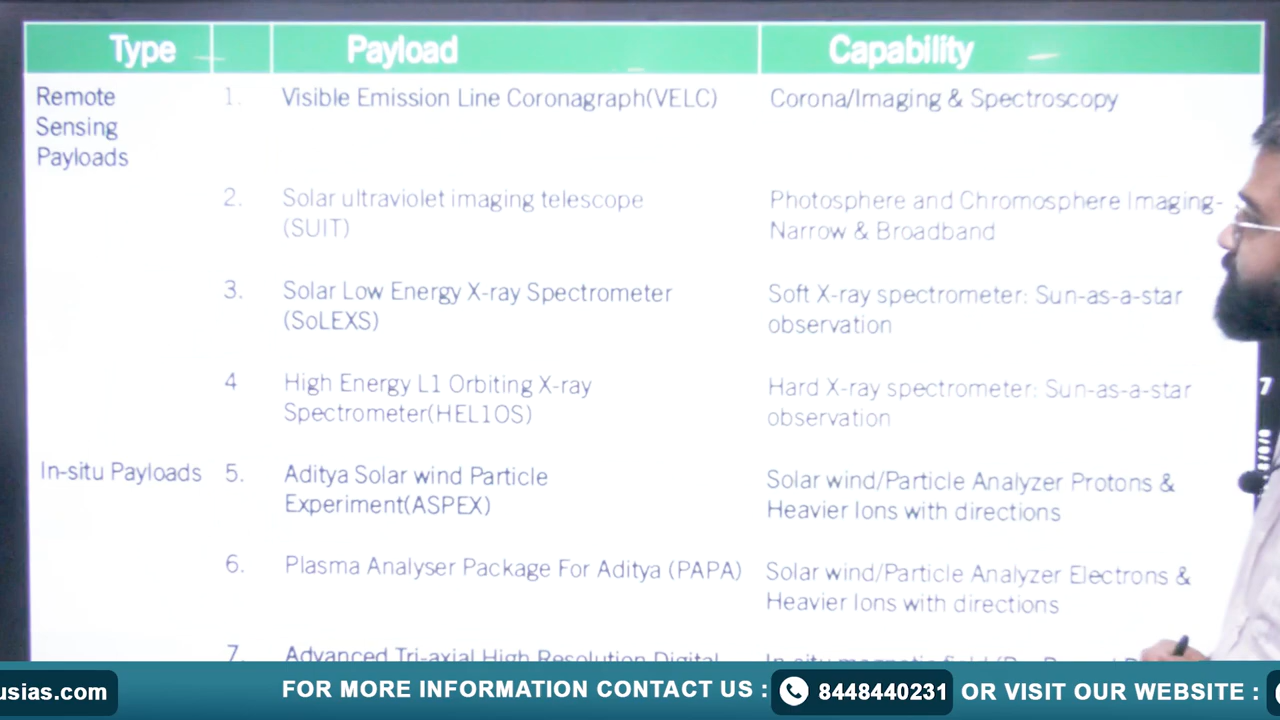 Type Payload Capability
Remote 1. Visible Emission Line Coronagraph(VELC) Corona/Imaging & Spectroscopy
Sensing
Payloads
2. Solar ultraviolet imaging telescope Photosphere and Chromosphere Imaging-
(SUIT) Narrow & Broadband
3. Solar Low Energy X-ray Spectrometer Soft X-ray spectrometer: Sun-as-a-star
(SoLEXS) observation
4 High Energy L1 Orbiting X-ray Hard X-ray spectrometer: Sun-as-a-star
Spectrometer(HEL1OS) observation
In-situ Payloads 5. Aditya Solar wind Particle Solar wind/Particle Analyzer Protons &
Experiment(ASPEX) Heavier Ions with directions
6. Plasma Analyser Package For Aditya (PAPA) Solar wind/Particle Analyzer Electrons &
Heavier Ions with directions
7. Advanced Tri-axial High Resolution Digital In-situ magnetic field
7
usias.com FOR MORE INFORMATION CONTACT US : 8448440231 OR VISIT OUR WEBSITE :